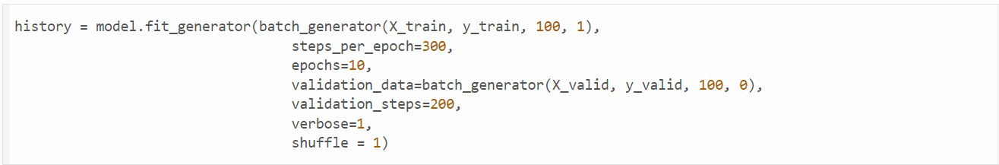 history = model.fit_generator(batch_generator(X_train, y_train, 100, 1),
steps_per_epoch=300,
epochs=10,
validation_data=batch_generator(X_valid, y_valid, 100, 0),
validation_steps=200,
verbose=1,
shuffle = 1)